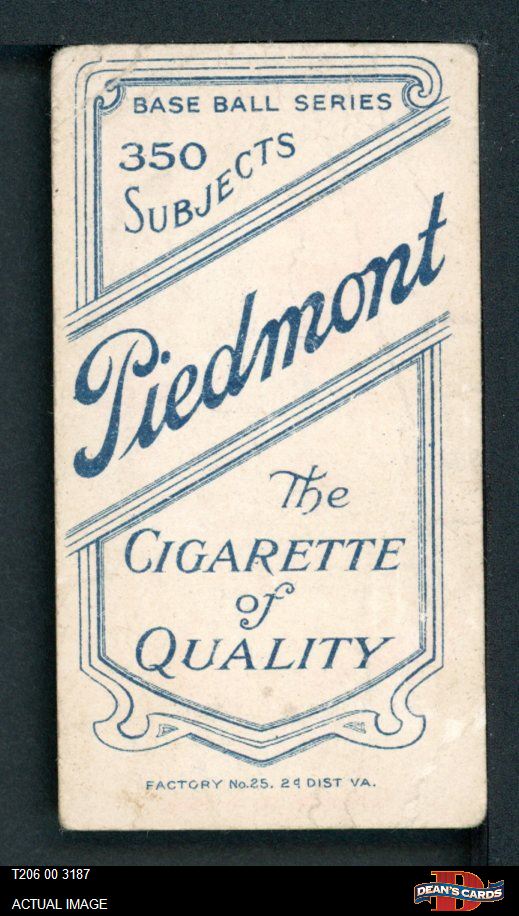 BASE BALL SERIES
350
SUBJECTS
Piedmont
The
CIGARETTE
of
QUALITY
FACTORY No.25. 2d DIST VA.
T206 00 3187
ACTUAL IMAGE
DEAN'S CARDS